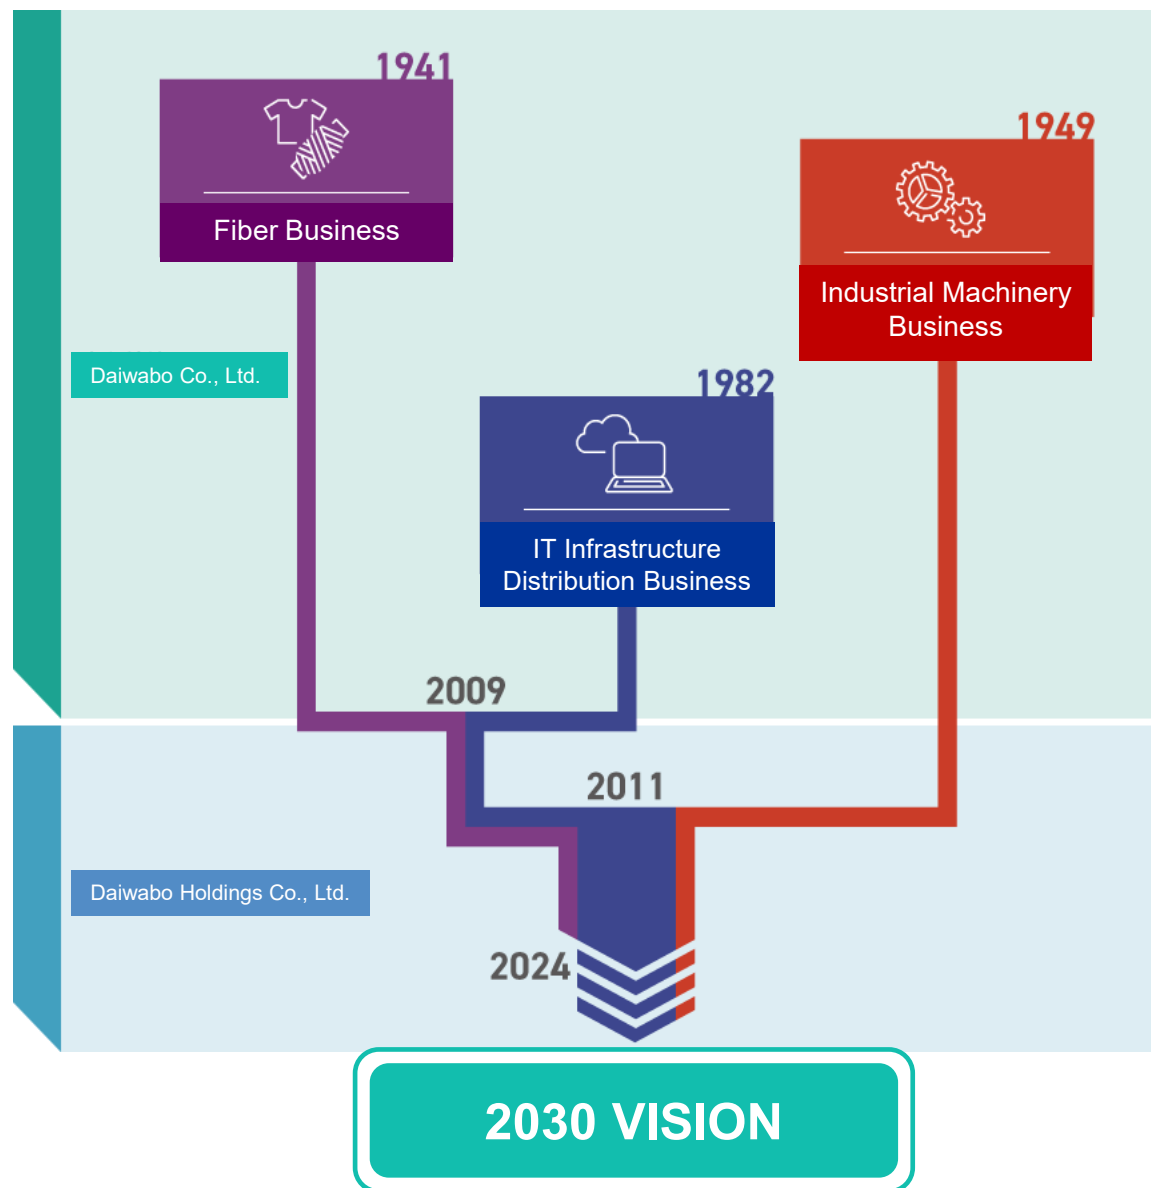 1941
Fiber Business
1949
Industrial Machinery
Business
Daiwabo Co., Ltd.
1982
IT Infrastructure
Distribution Business
2009
2011
Daiwabo Holdings Co., Ltd.
2024
2030 VISION